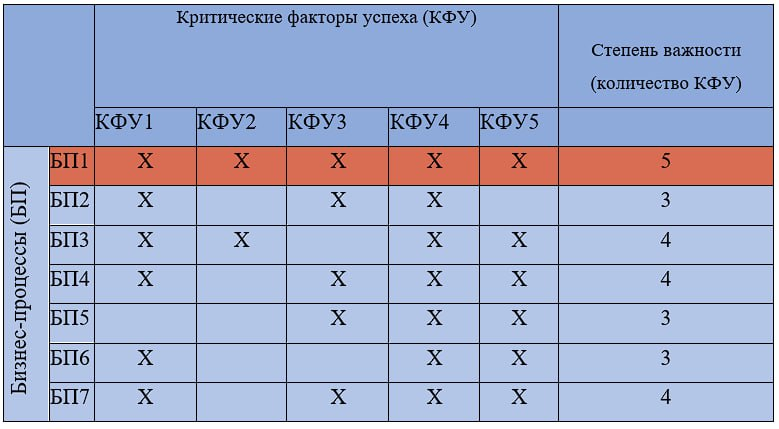 Критические факторы успеха (КФУ)
Степень важности
(количество КФУ)
КФУ1 КФУ2 КФУ3 КФУ4 КФУ5
Бизнес-процессы (БП)
БП1 X X X X X 5
БП2 X X X 3
БП3 X X X X 4
БП4 X X X X 4
БП5 X X X 3
БП6 X X X 3
БП7 X X X X 4